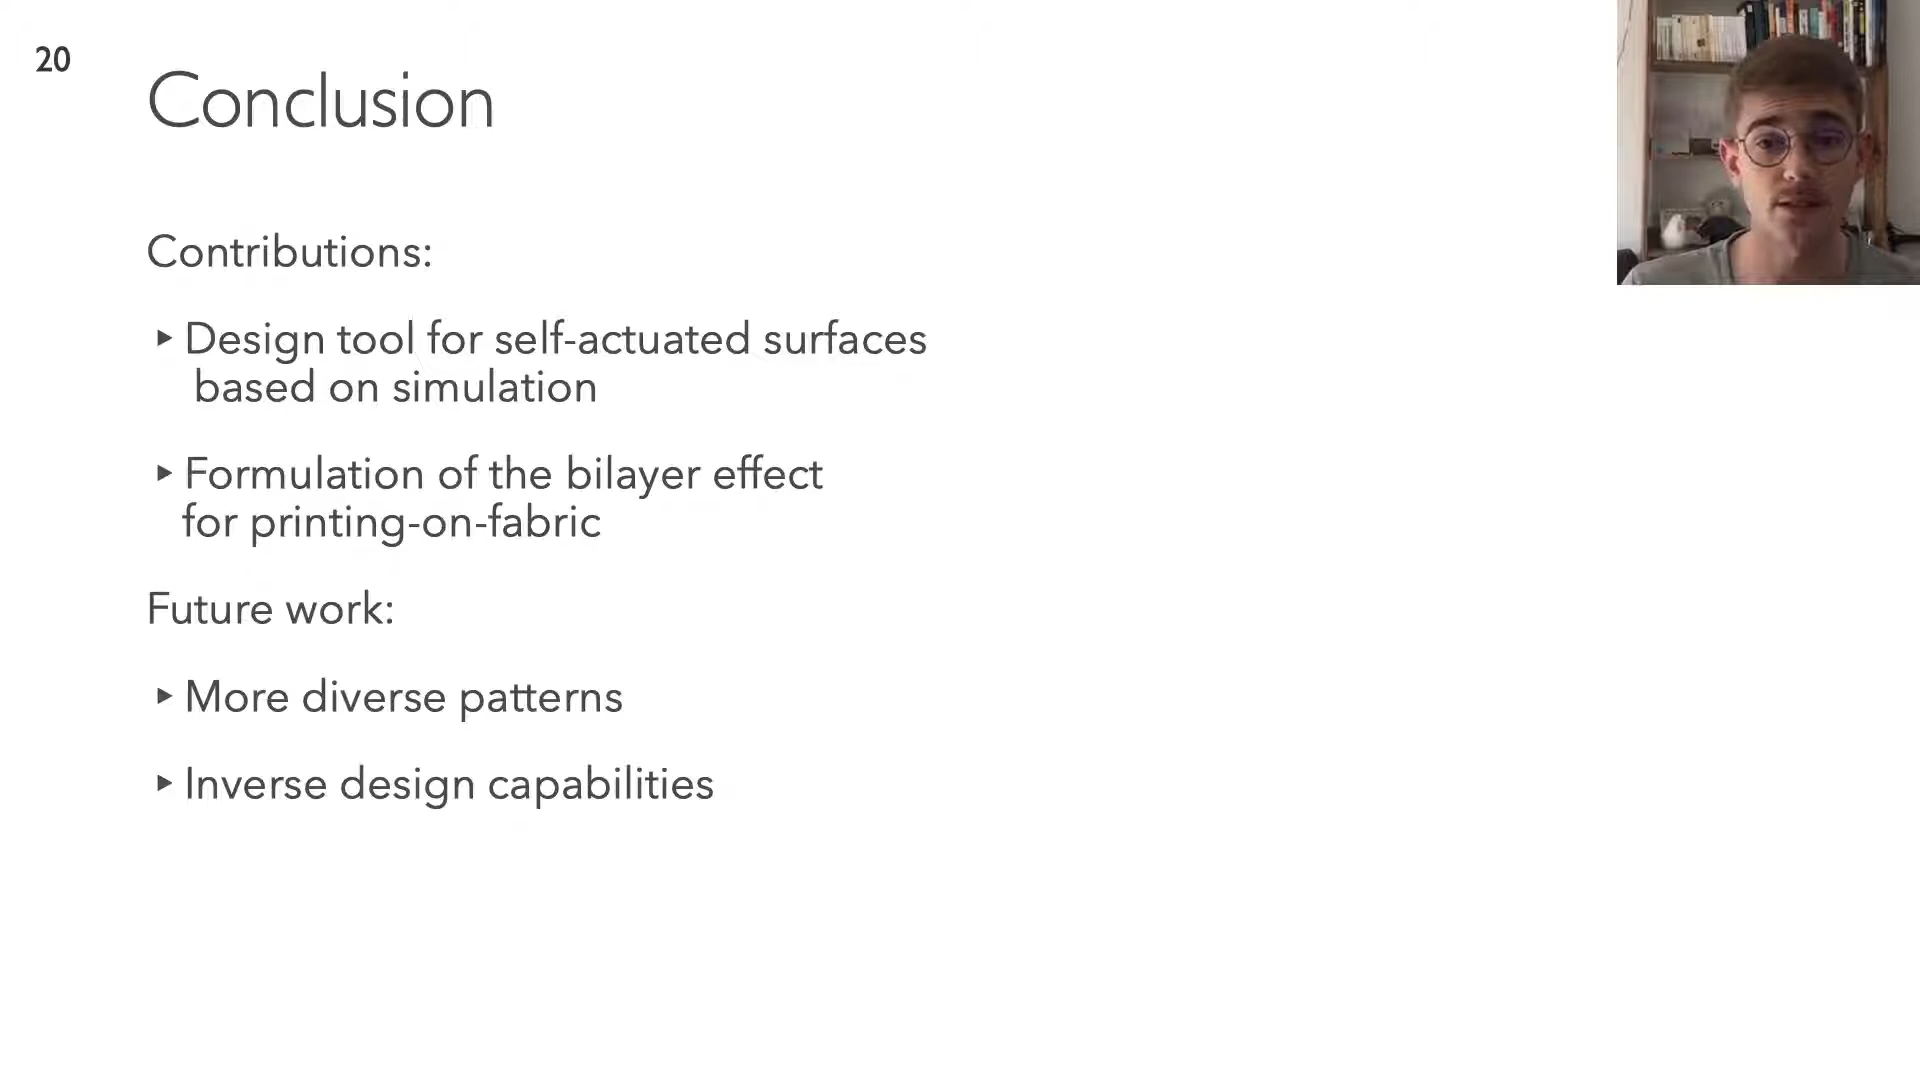 20
Conclusion
Contributions:
▸ Design tool for self-actuated surfaces
based on simulation
▸ Formulation of the bilayer effect
for printing-on-fabric
Future work:
▸ More diverse patterns
▸ Inverse design capabilities